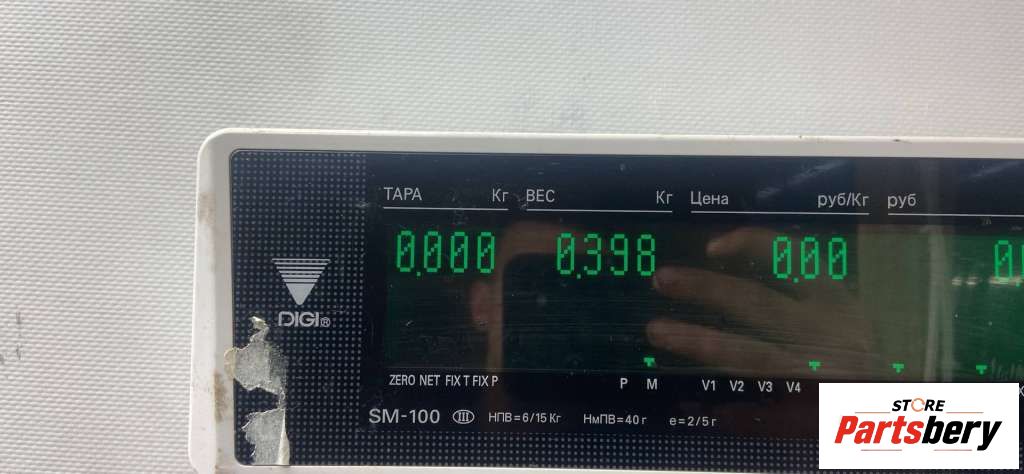 ТАРА Кг ВЕС Кг Цена руб/Кг руб
0.000 0.398 0.00
DIGI®
ZERO NET FIX T FIX P P M V1 V2 V3 V4
SM-100 III НПВ=6/15 Кг НмПВ=40 г е=2/5 г
STORE
Partsbery